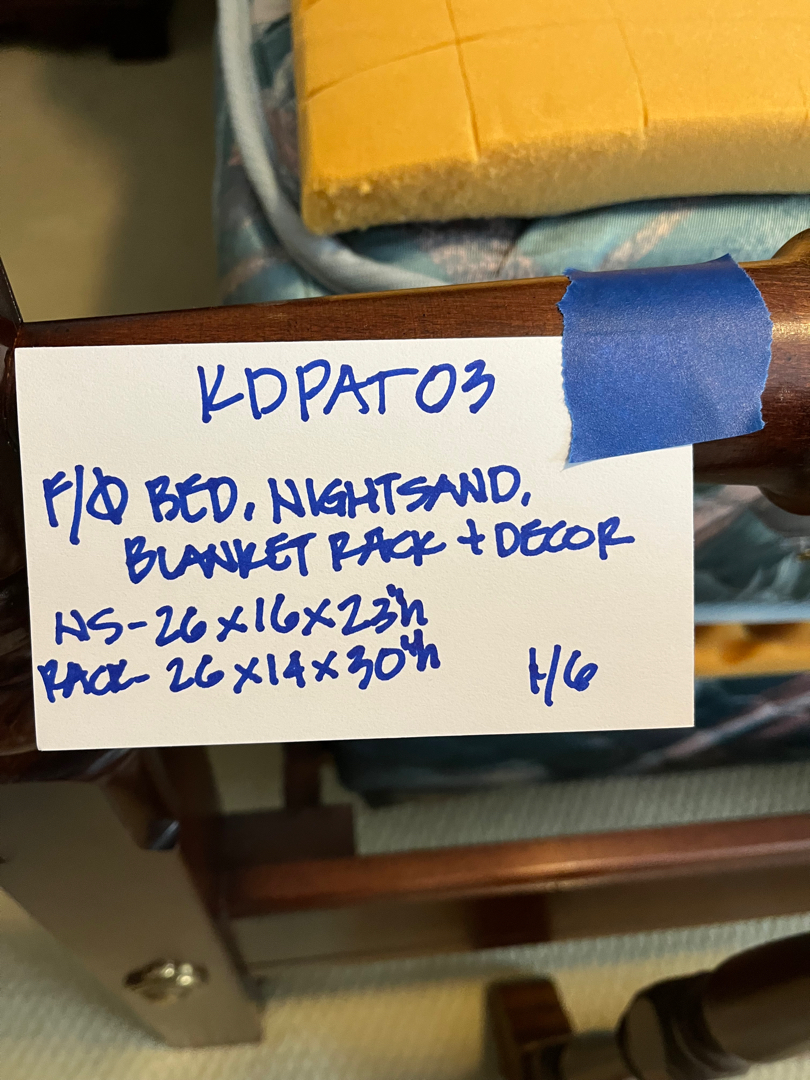 KDPAT03
F/Q BED, NIGHTSAND,
BLANKET RACK + DECOR
NS-26x16x23"h
RACK- 26x14x30"h
1/6